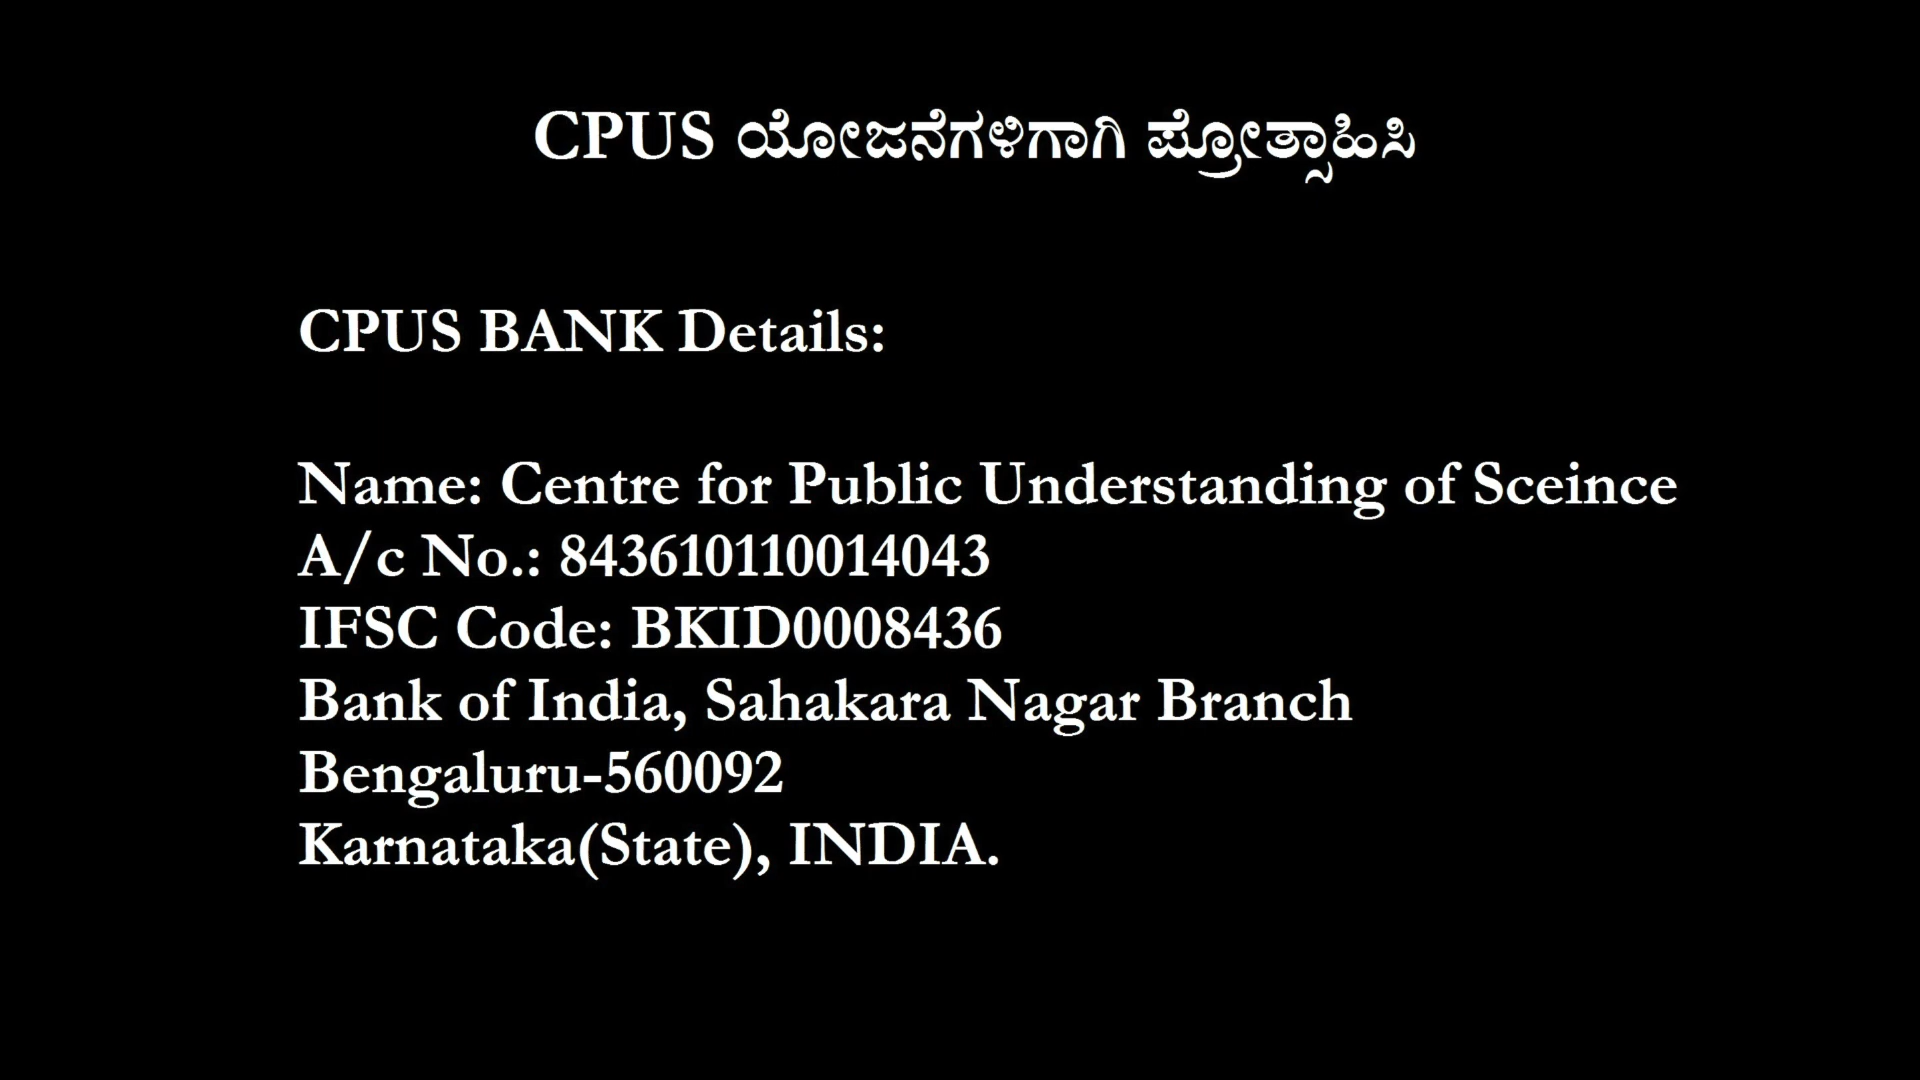 CPUS ಯೋಜನೆಗಳಿಗಾಗಿ ಪ್ರೋತ್ಸಾಹಿಸಿ
CPUS BANK Details:
Name: Centre for Public Understanding of Sceince
A/c No.: 843610110014043
IFSC Code: BKID0008436
Bank of India, Sahakara Nagar Branch
Bengaluru-560092
Karnataka(State), INDIA.